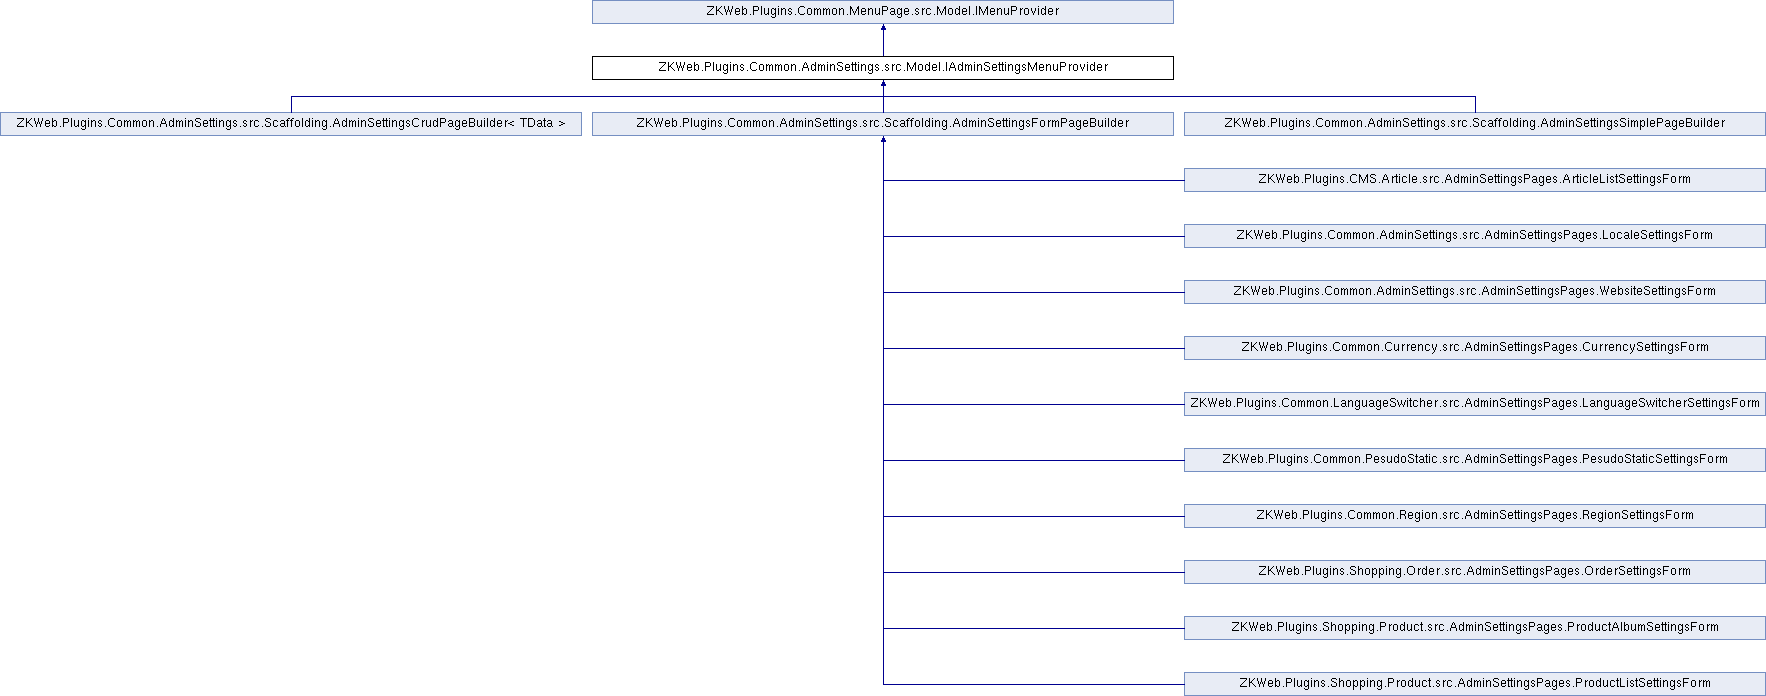 ZKWeb.Plugins.Common.MenuPage.src.Model.IMenuProvider
ZKWeb.Plugins.Common.AdminSettings.src.Model.IAdminSettingsMenuProvider
ZKWeb.Plugins.Common.AdminSettings.src.Scaffolding.AdminSettingsCrudPageBuilder< TData >
ZKWeb.Plugins.Common.AdminSettings.src.Scaffolding.AdminSettingsFormPageBuilder
ZKWeb.Plugins.Common.AdminSettings.src.Scaffolding.AdminSettingsSimplePageBuilder
ZKWeb.Plugins.CMS.Article.src.AdminSettingsPages.ArticleListSettingsForm
ZKWeb.Plugins.Common.AdminSettings.src.AdminSettingsPages.LocaleSettingsForm
ZKWeb.Plugins.Common.AdminSettings.src.AdminSettingsPages.WebsiteSettingsForm
ZKWeb.Plugins.Common.Currency.src.AdminSettingsPages.CurrencySettingsForm
ZKWeb.Plugins.Common.LanguageSwitcher.src.AdminSettingsPages.LanguageSwitcherSettingsForm
ZKWeb.Plugins.Common.PesudoStatic.src.AdminSettingsPages.PesudoStaticSettingsForm
ZKWeb.Plugins.Common.Region.src.AdminSettingsPages.RegionSettingsForm
ZKWeb.Plugins.Shopping.Order.src.AdminSettingsPages.OrderSettingsForm
ZKWeb.Plugins.Shopping.Product.src.AdminSettingsPages.ProductAlbumSettingsForm
ZKWeb.Plugins.Shopping.Product.src.AdminSettingsPages.ProductListSettingsForm